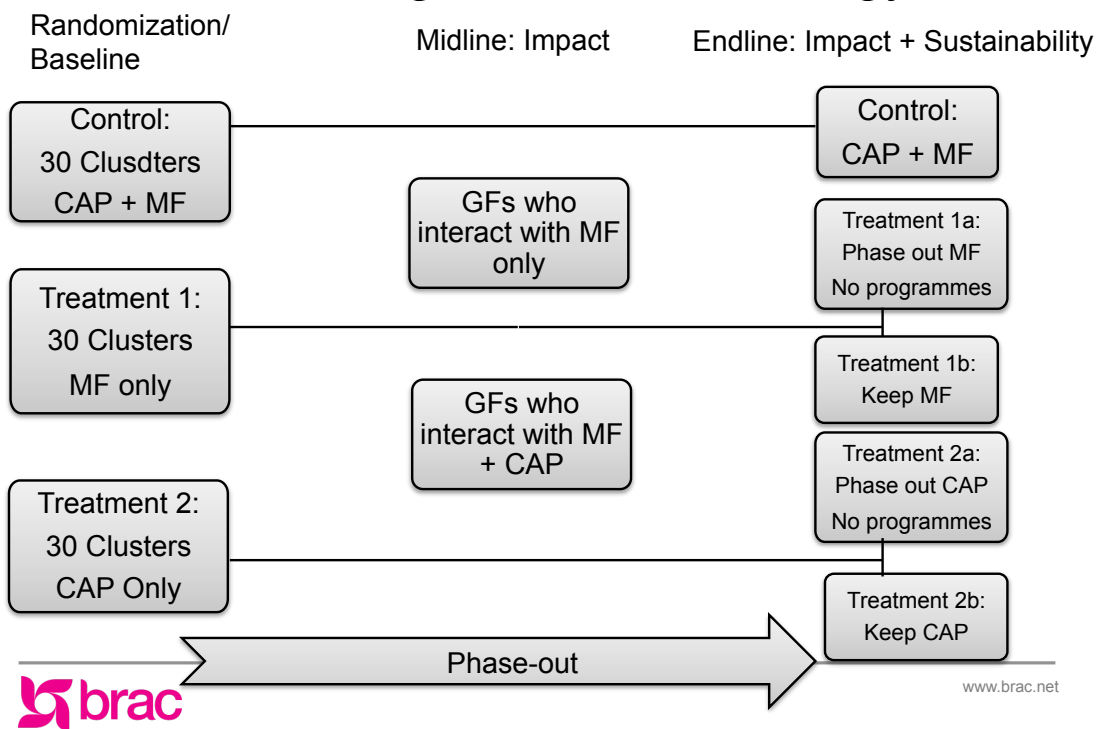 Randomization/
Baseline
Midline: Impact
Endline: Impact + Sustainability
Control:
30 Clusdters
CAP + MF
Treatment 1:
30 Clusters
MF only
Treatment 2:
30 Clusters
CAP Only
GFs who
interact with MF
only
GFs who
interact with MF
+ CAP
Control:
CAP + MF
Treatment 1a:
Phase out MF
No programmes
Treatment 1b:
Keep MF
Treatment 2a:
Phase out CAP
No programmes
Treatment 2b:
Keep CAP
Phase-out
brac
www.brac.net